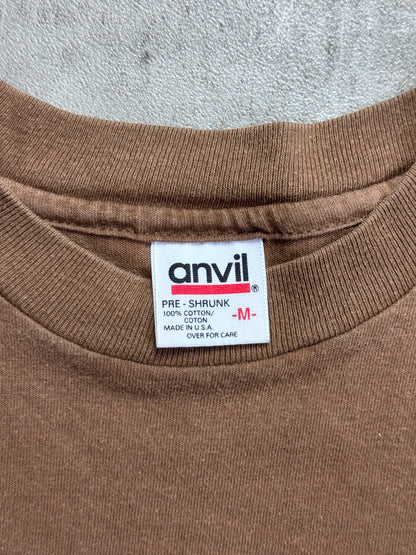 anvil®
PRE - SHRUNK
100% COTTON/
COTON
MADE IN U.S.A.
OVER FOR CARE
-M-